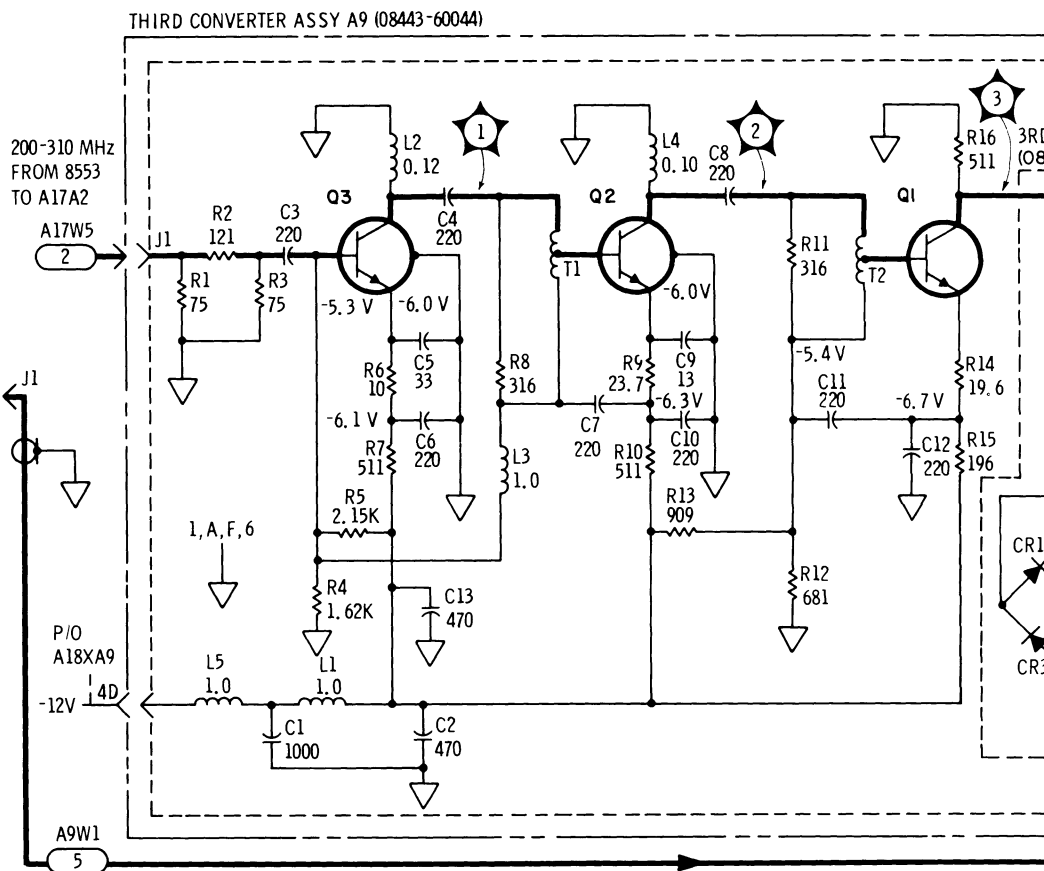 THIRD CONVERTER ASSY A9 (08443-60044)
200-310 MHz
FROM 8553
TO A17A2
A17W5
2
J1
R2
121
C3
220
R1
75
R3
75
Q3
L2
0.12
1
C4
220
-5.3 V
-6.0V
C5
33
R6
10
-6.1 V
C6
220
R7
511
R5
2.15K
R4
1.62K
C13
470
R8
316
L3
1.0
T1
Q2
L4
0.10
C8
220
2
-6.0V
R9
23.7
C9
13
-6.3V
C7
220
C10
220
R10
511
R13
909
R11
316
T2
-5.4V
C11
220
R12
681
Q1
R16
511
3
3RD
(08
R14
19.6
-6.7 V
C12
220
R15
196
CR1
CR3
J1
1, A, F, 6
P/O
A18XA9
-12V
4D
L5
1.0
L1
1.0
C1
1000
C2
470
A9W1
5